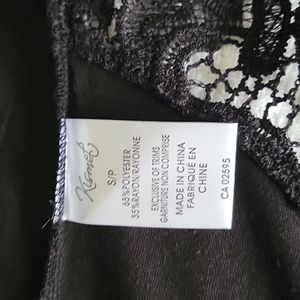 S/P
65%POLYESTER
35%RAYON/RAYONNE
EXCLUSIVE OF TRIMS
GARNITURE NON COMPRISE
MADE IN CHINA
FABRIQUÉ EN
CHINE
CA 02595